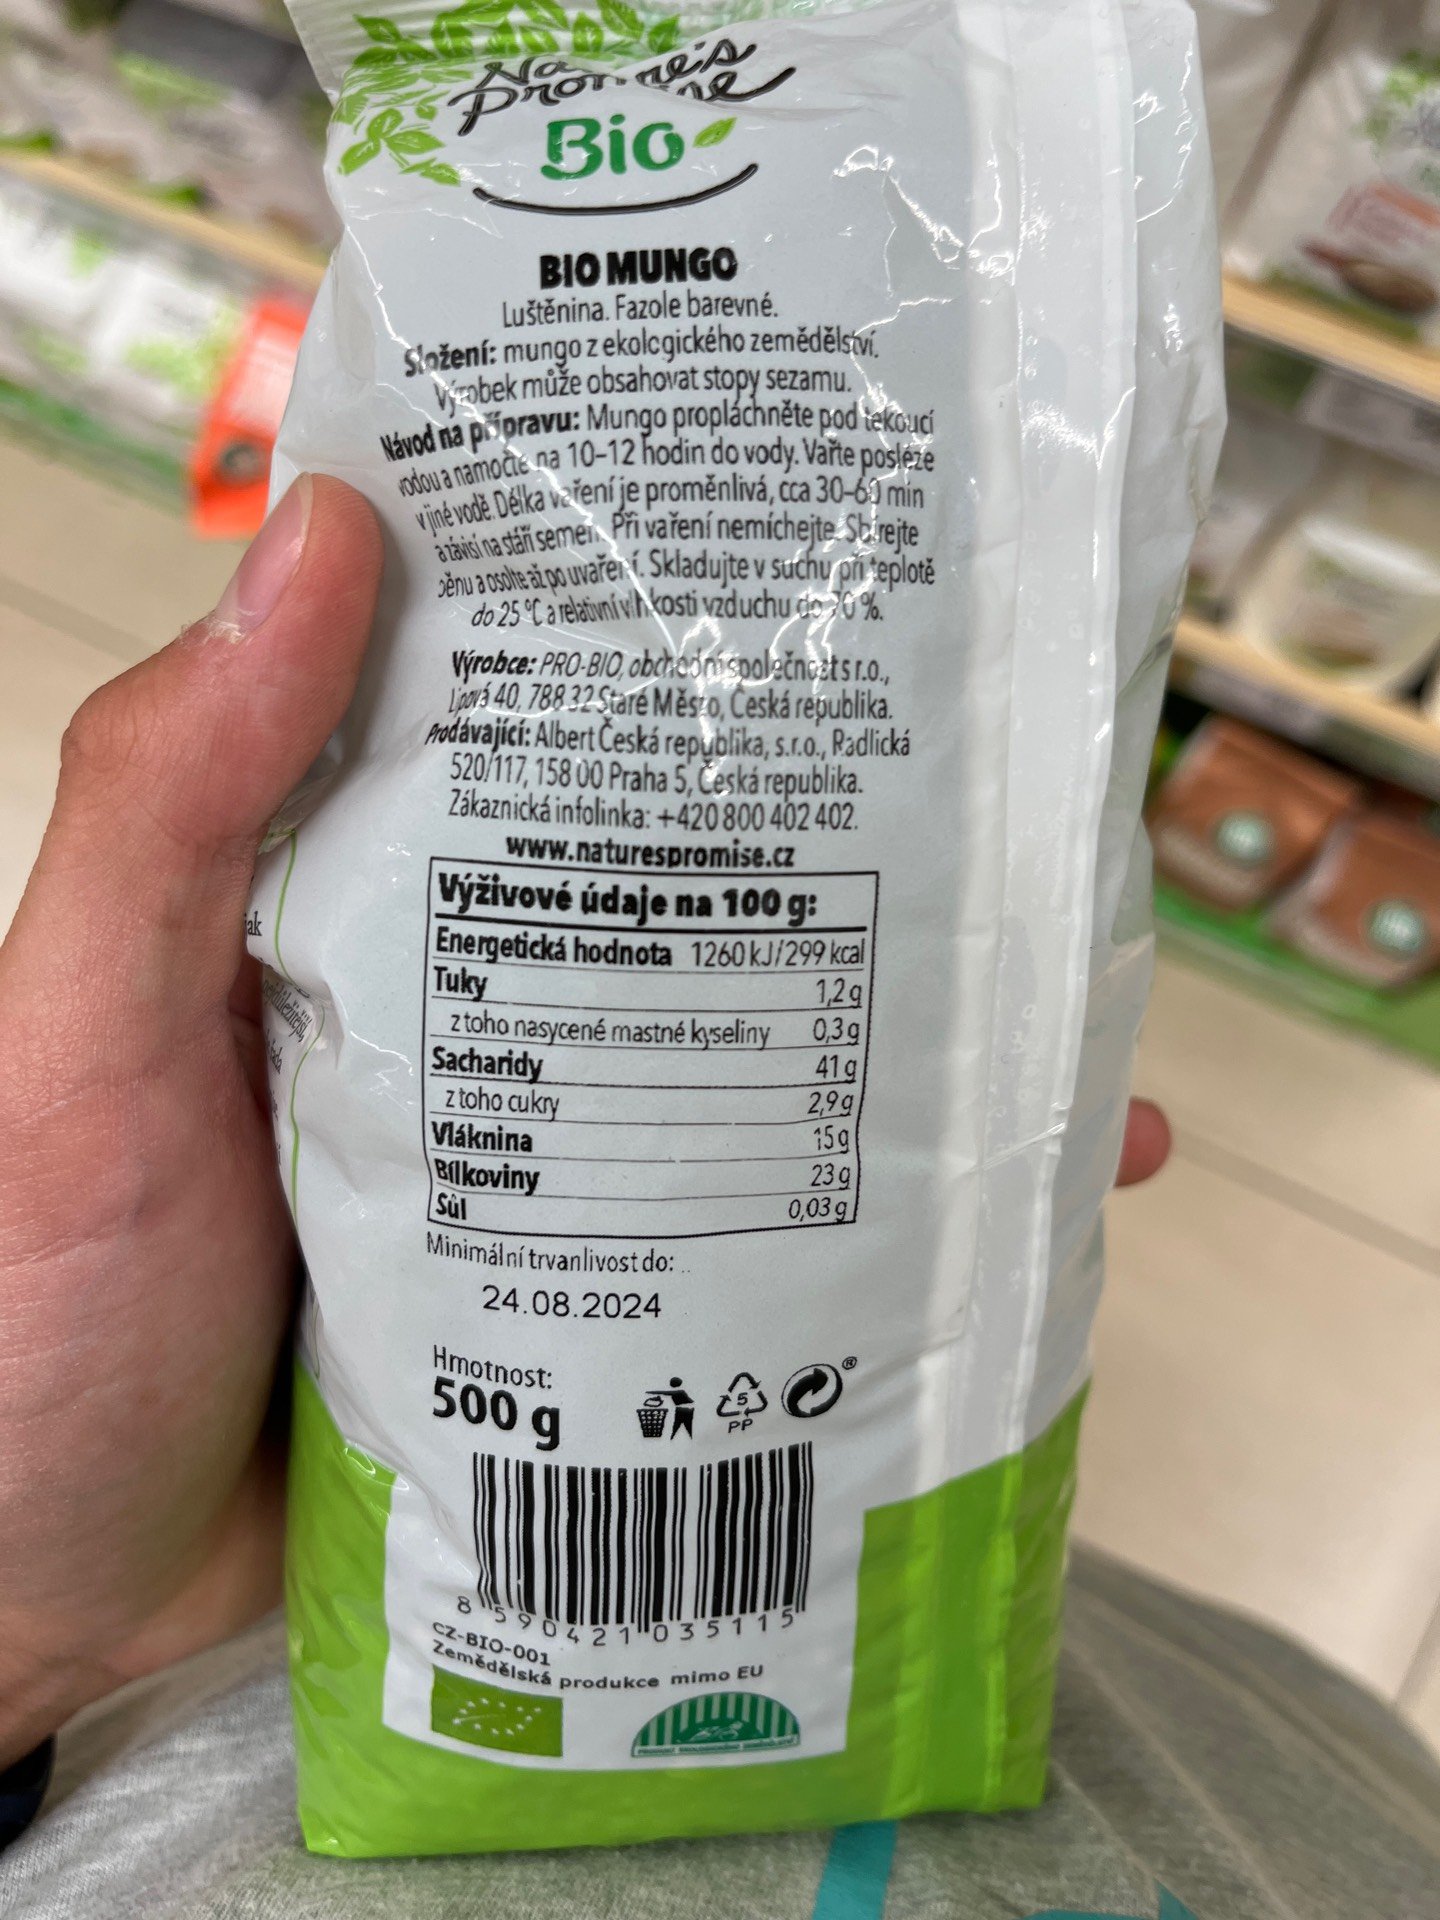 Nature's
Promise
Bio
BIO MUNGO
Luštěnina. Fazole barevné.
Složení: mungo z ekologického zemědělství.
Výrobek může obsahovat stopy sezamu.
Návod na přípravu: Mungo propláchněte pod tekoucí
vodou a namočte na 10–12 hodin do vody. Vařte posléze
v jiné vodě. Délka vaření je proměnlivá, cca 30–60 min
a závisí na stáří semen. Při vaření nemíchejte. Sbírejte
pěnu a osolte až po uvaření. Skladujte v suchu při teplotě
do 25 °C a relativní vlhkosti vzduchu do 70 %.
Výrobce: PRO-BIO, obchodní společnost s r.o.,
Lipová 40, 788 32 Staré Město, Česká republika.
Prodávající: Albert Česká republika, s.r.o., Radlická
520/117, 158 00 Praha 5, Česká republika.
Zákaznická infolinka: +420 800 402 402.
www.naturespromise.cz
Výživové údaje na 100 g:
Energetická hodnota 1260 kJ/299 kcal
Tuky 1,2 g
z toho nasycené mastné kyseliny 0,3 g
Sacharidy 41 g
z toho cukry 2,9 g
Vláknina 15 g
Bílkoviny 23 g
Sůl 0,03 g
Minimální trvanlivost do:
24.08.2024
Hmotnost:
500 g
5
PP
®
8 590421 035115
CZ-BIO-001
Zemědělská produkce mimo EU
BIO
jak